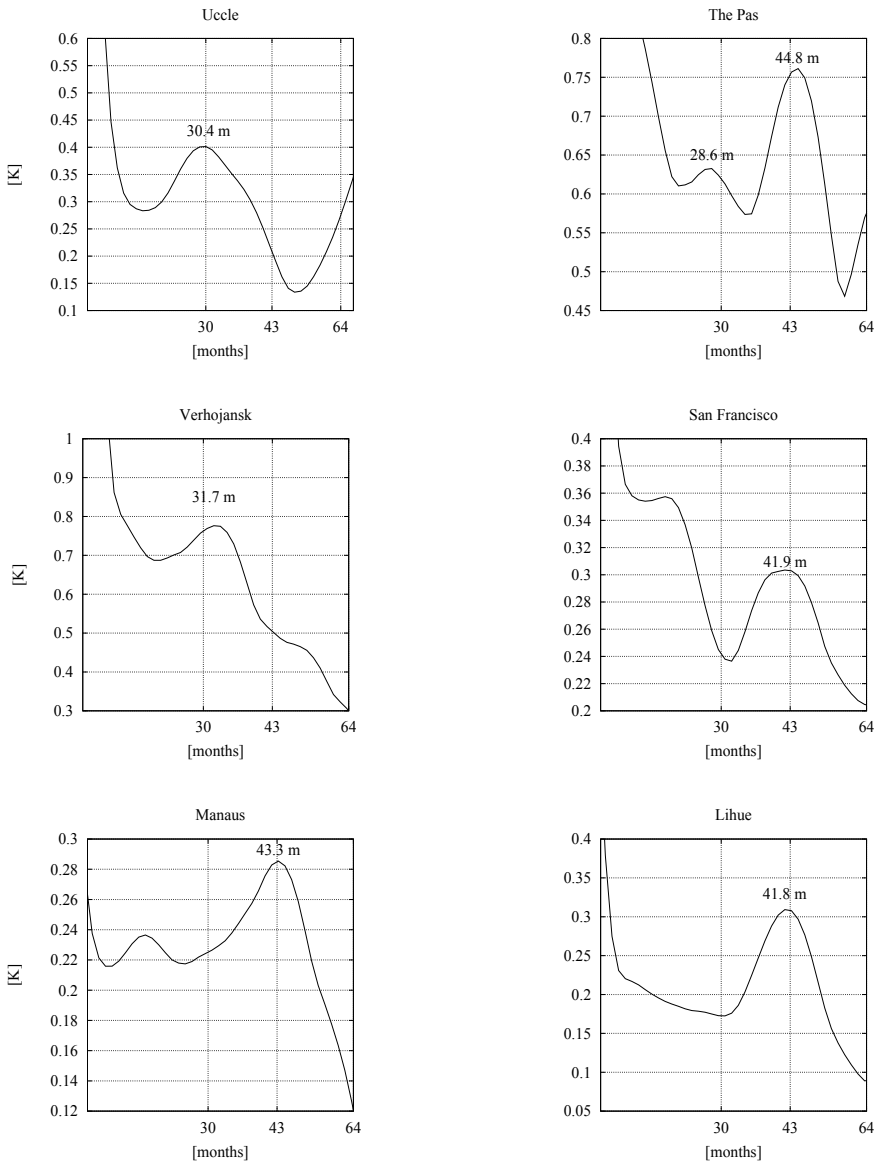 Uccle
[K]
0.6
0.55
0.5
0.45
0.4
0.35
0.3
0.25
0.2
0.15
0.1
30.4 m
30 43 64
[months]
The Pas
0.8
0.75
0.7
0.65
0.6
0.55
0.5
0.45
44.8 m
28.6 m
30 43 64
[months]
Verhojansk
[K]
1
0.9
0.8
0.7
0.6
0.5
0.4
0.3
31.7 m
30 43 64
[months]
San Francisco
0.4
0.38
0.36
0.34
0.32
0.3
0.28
0.26
0.24
0.22
0.2
41.9 m
30 43 64
[months]
Manaus
[K]
0.3
0.28
0.26
0.24
0.22
0.2
0.18
0.16
0.14
0.12
43.3 m
30 43 64
[months]
Lihue
0.4
0.35
0.3
0.25
0.2
0.15
0.1
0.05
41.8 m
30 43 64
[months]